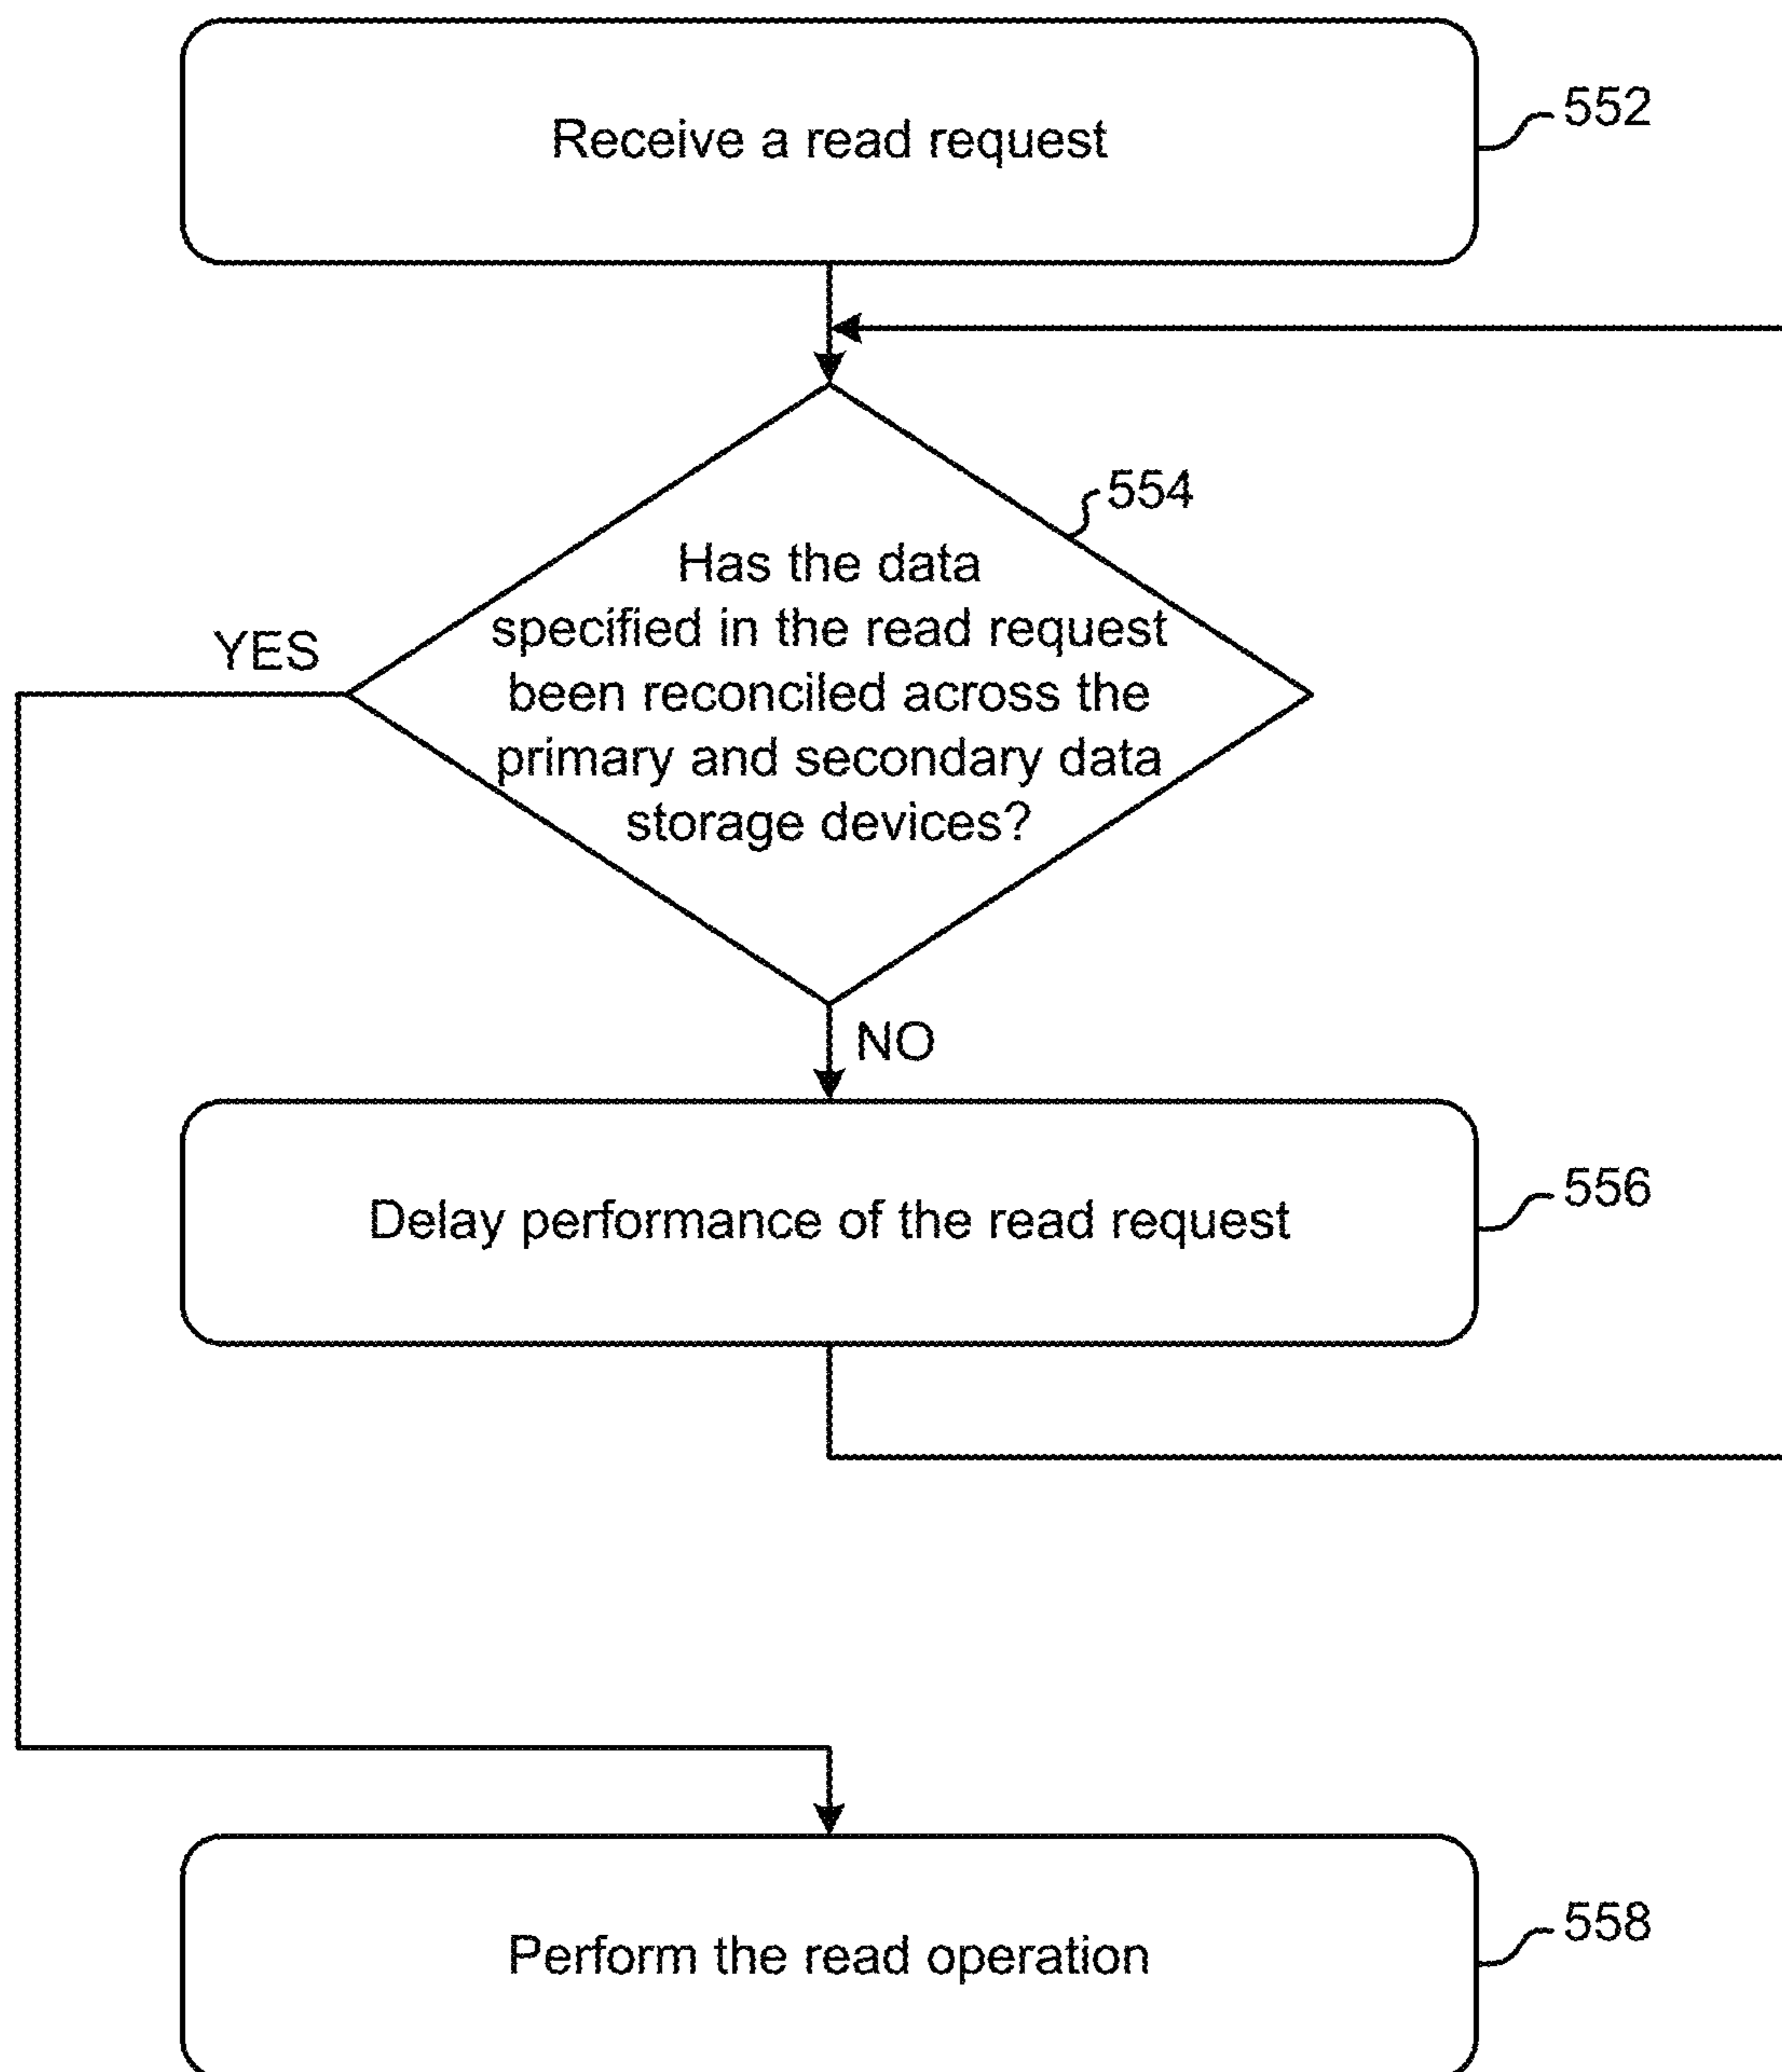 Receive a read request
552
554
Has the data
specified in the read request
been reconciled across the
primary and secondary data
storage devices?
YES
NO
Delay performance of the read request
556
Perform the read operation
558